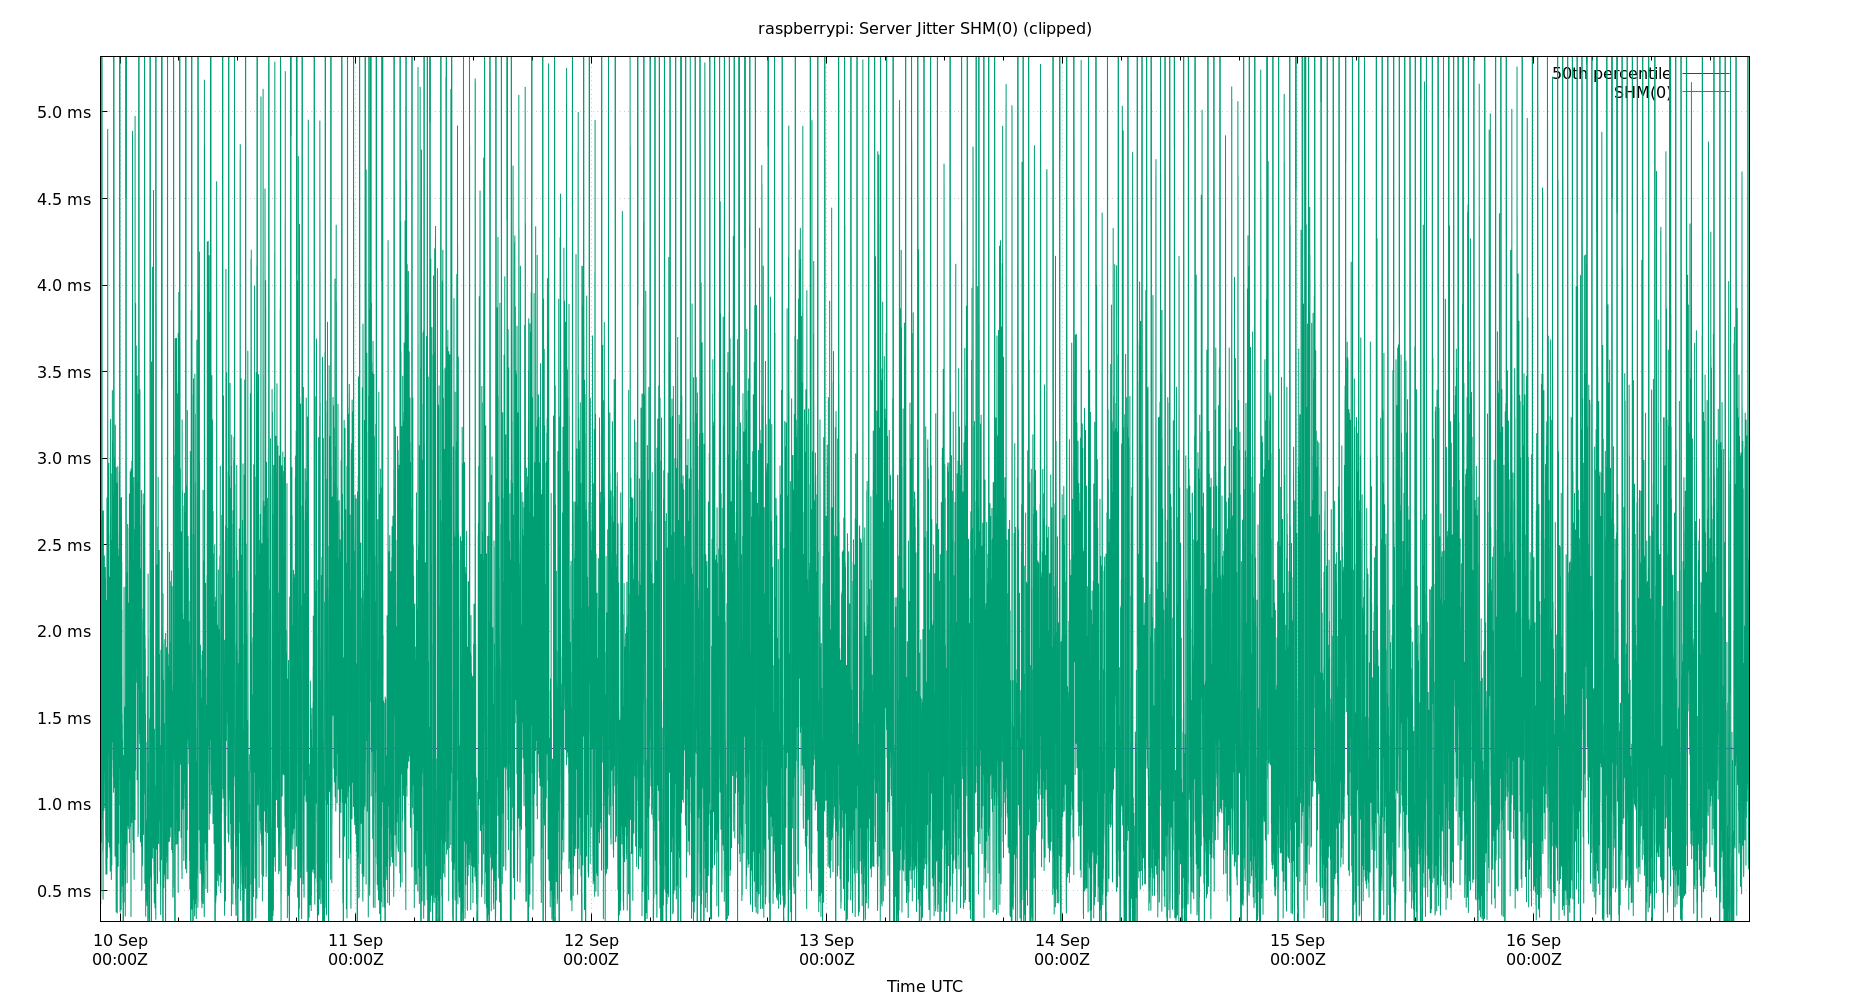 raspberrypi: Server Jitter SHM(0) (clipped)
50th percentile
SHM(0)
5.0 ms
4.5 ms
4.0 ms
3.5 ms
3.0 ms
2.5 ms
2.0 ms
1.5 ms
1.0 ms
0.5 ms
10 Sep 11 Sep 12 Sep 13 Sep 14 Sep 15 Sep 16 Sep
00:00Z 00:00Z 00:00Z 00:00Z 00:00Z 00:00Z 00:00Z
Time UTC